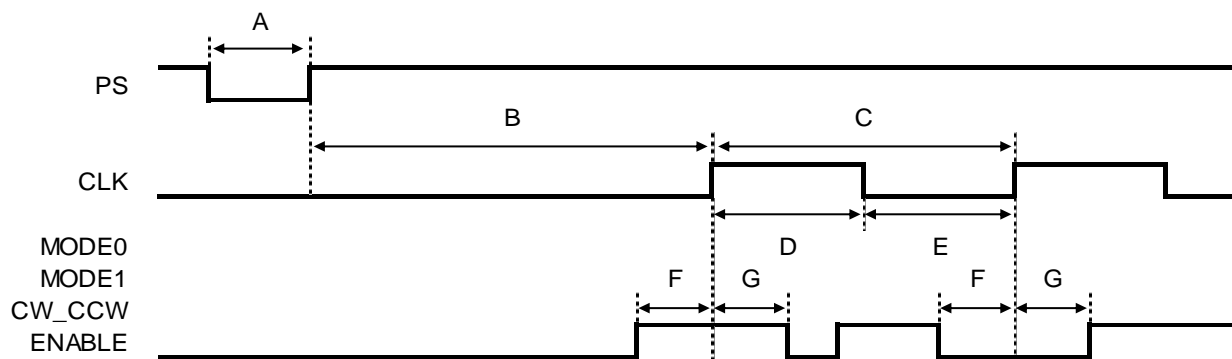 A
PS
B C
CLK
D E
MODE0
MODE1
F G F G
CW_CCW
ENABLE